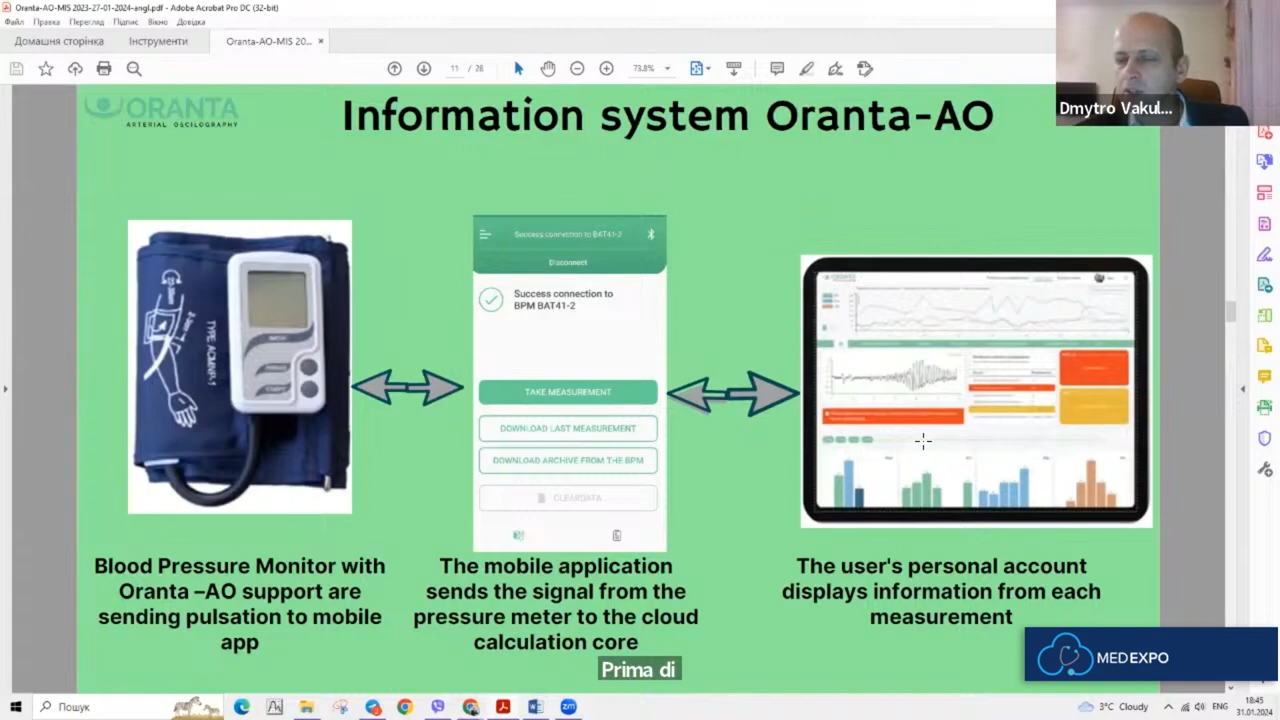 Oranta-AO-MIS 2023-27-01-2024-angl.pdf - Adobe Acrobat Pro DC (32-bit)
Файл Правка Перегляд Підпис Вікно Довідка
Домашня сторінка Інструменти Oranta-AO-MIS 20... ×
11 / 28 73.8%
Dmytro Vakul...
ORANTA
ARTERIAL OSCILOGRAPHY
Information system Oranta-AO
Success connection to BAT41-2
Disconnect
Success connection to
BPM BAT41-2
TAKE MEASUREMENT
DOWNLOAD LAST MEASUREMENT
DOWNLOAD ARCHIVE FROM THE BPM
CLEARDATA
Blood Pressure Monitor with
Oranta –AO support are
sending pulsation to mobile
app
The mobile application
sends the signal from the
pressure meter to the cloud
calculation core
The user's personal account
displays information from each
measurement
MEDEXPO
Prima di
Пошук
3°C Cloudy
ENG
18:45
31.01.2024